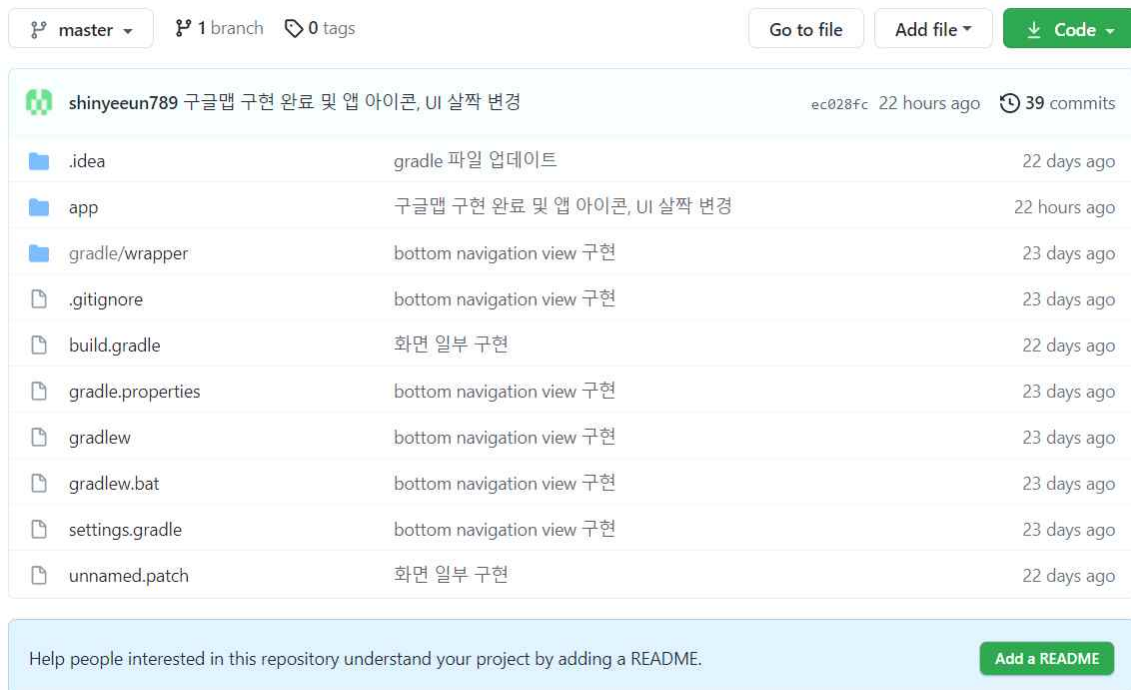 master 1 branch 0 tags Go to file Add file Code
shinyeeun789 구글맵 구현 완료 및 앱 아이콘, UI 살짝 변경 ec028fc 22 hours ago 39 commits
.idea gradle 파일 업데이트 22 days ago
app 구글맵 구현 완료 및 앱 아이콘, UI 살짝 변경 22 hours ago
gradle/wrapper bottom navigation view 구현 23 days ago
.gitignore bottom navigation view 구현 23 days ago
build.gradle 화면 일부 구현 22 days ago
gradle.properties bottom navigation view 구현 23 days ago
gradlew bottom navigation view 구현 23 days ago
gradlew.bat bottom navigation view 구현 23 days ago
settings.gradle bottom navigation view 구현 23 days ago
unnamed.patch 화면 일부 구현 22 days ago
Help people interested in this repository understand your project by adding a README. Add a README